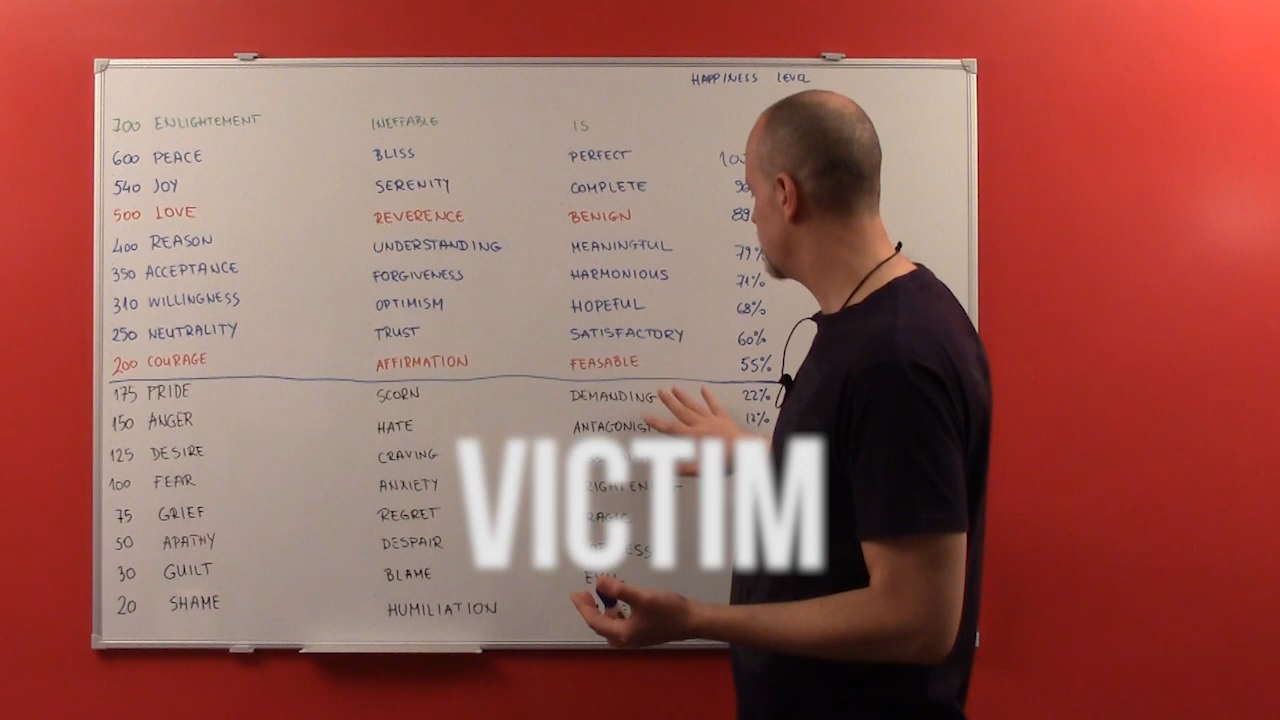 HAPPINESS LEVEL
700 ENLIGHTEMENT INEFFABLE IS
600 PEACE BLISS PERFECT
540 JOY SERENITY COMPLETE
500 LOVE REVERENCE BENIGN
400 REASON UNDERSTANDING MEANINGFUL 79%
350 ACCEPTANCE FORGIVENESS HARMONIOUS 71%
310 WILLINGNESS OPTIMISM HOPEFUL 68%
250 NEUTRALITY TRUST SATISFACTORY 60%
200 COURAGE AFFIRMATION FEASABLE 55%
175 PRIDE SCORN DEMANDING 22%
150 ANGER HATE 12%
125 DESIRE CRAVING
100 FEAR ANXIETY
75 GRIEF REGRET
50 APATHY DESPAIR
30 GUILT BLAME
20 SHAME HUMILIATION
VICTIM